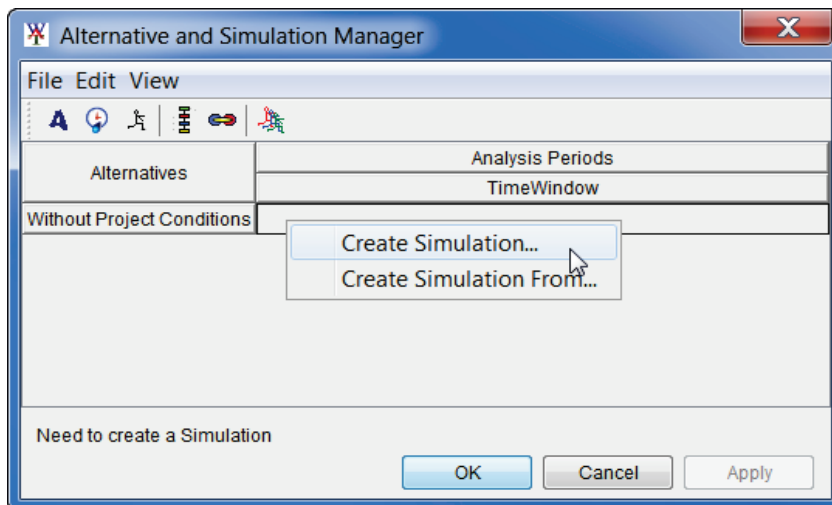 Alternative and Simulation Manager
File Edit View
Alternatives
Analysis Periods
TimeWindow
Without Project Conditions
Create Simulation...
Create Simulation From...
Need to create a Simulation
OK Cancel Apply